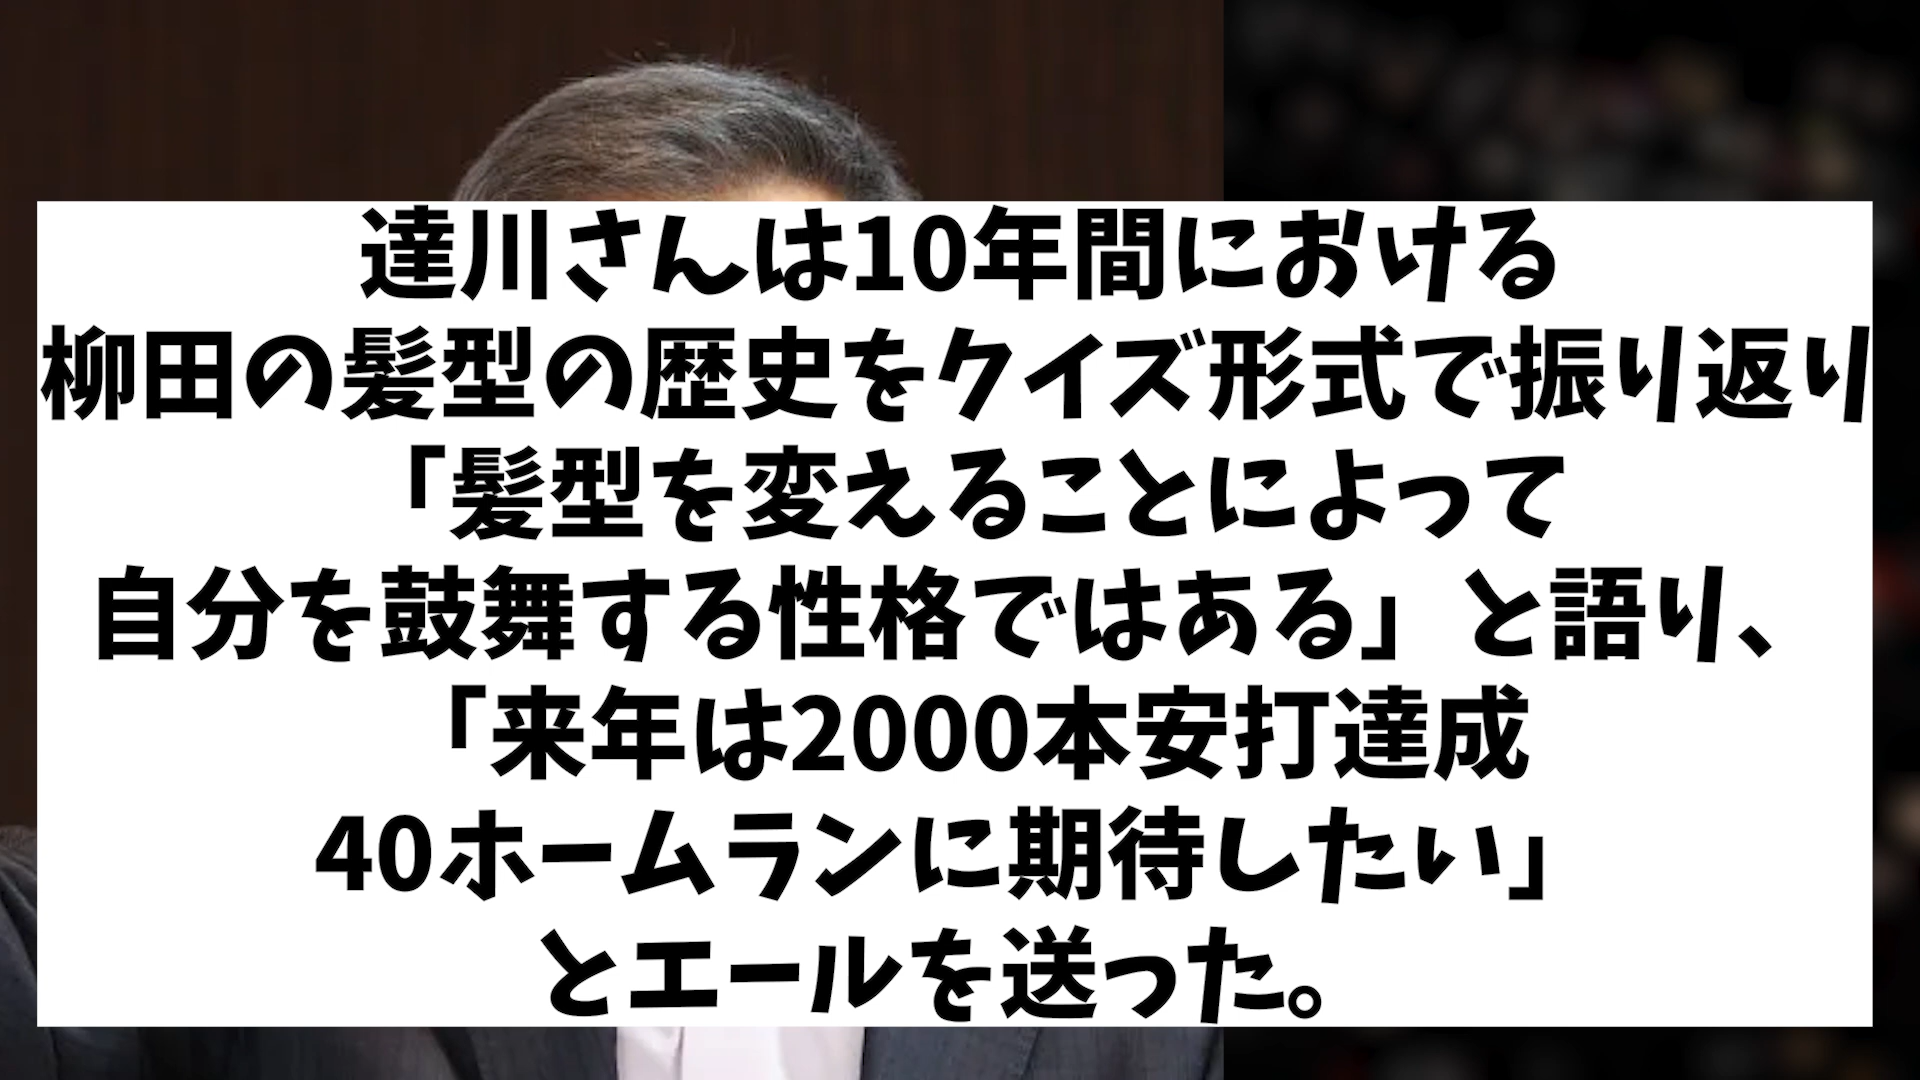 達川さんは10年間における
柳田の髪型の歴史をクイズ形式で振り返り
「髪型を変えることによって
自分を鼓舞する性格ではある」と語り、
「来年は2000本安打達成
40ホームランに期待したい」
とエールを送った。